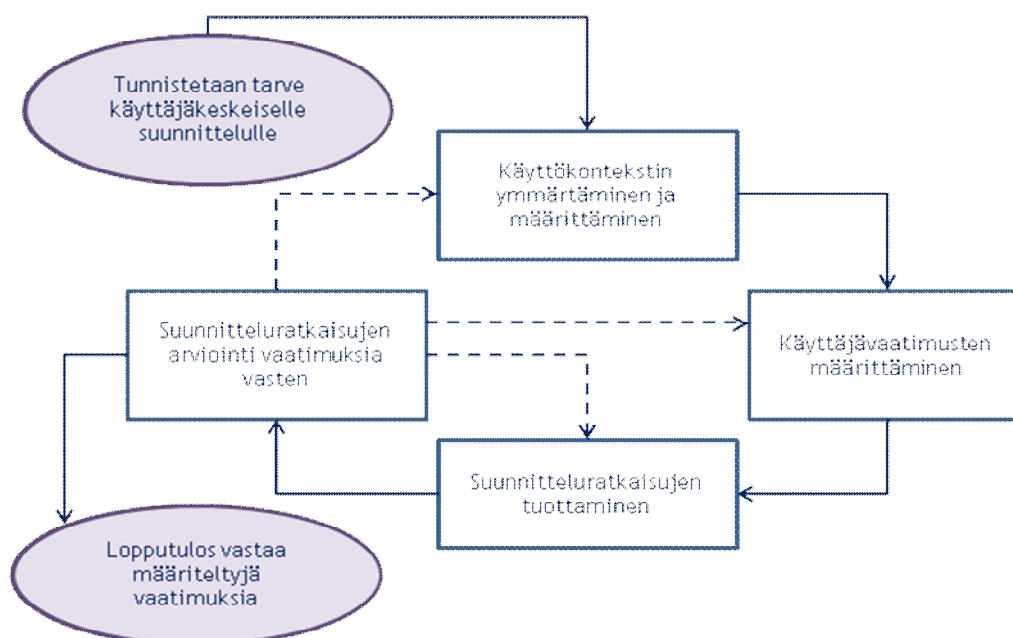 Tunnistetaan tarve
käyttäjäkeskeiselle
suunnittelulle
Käyttökontekstin
ymmärtäminen ja
määrittäminen
Suunnitteluratkaisujen
arviointi vaatimuksia
vasten
Käyttäjävaatimusten
määrittäminen
Suunnitteluratkaisujen
tuottaminen
Lopputulos vastaa
määriteltyjä
vaatimuksia